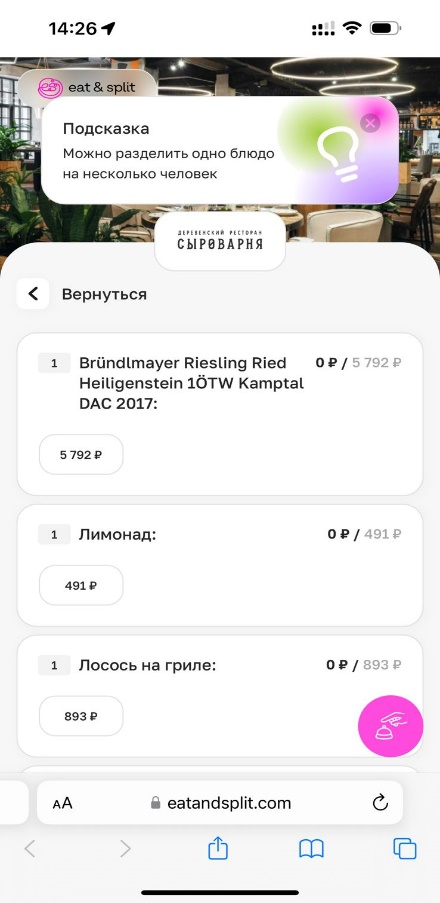 14:26
eat & split
Подсказка
Можно разделить одно блюдо
на несколько человек
ДЕРЕВЕНСКИЙ РЕСТОРАН
СЫРОВАРНЯ
Вернуться
1 Bründlmayer Riesling Ried 0 ₽ / 5 792 ₽
Heiligenstein 1ÖTW Kamptal
DAC 2017:
5 792 ₽
1 Лимонад: 0 ₽ / 491 ₽
491 ₽
1 Лосось на гриле: 0 ₽ / 893 ₽
893 ₽
AA eatandsplit.com